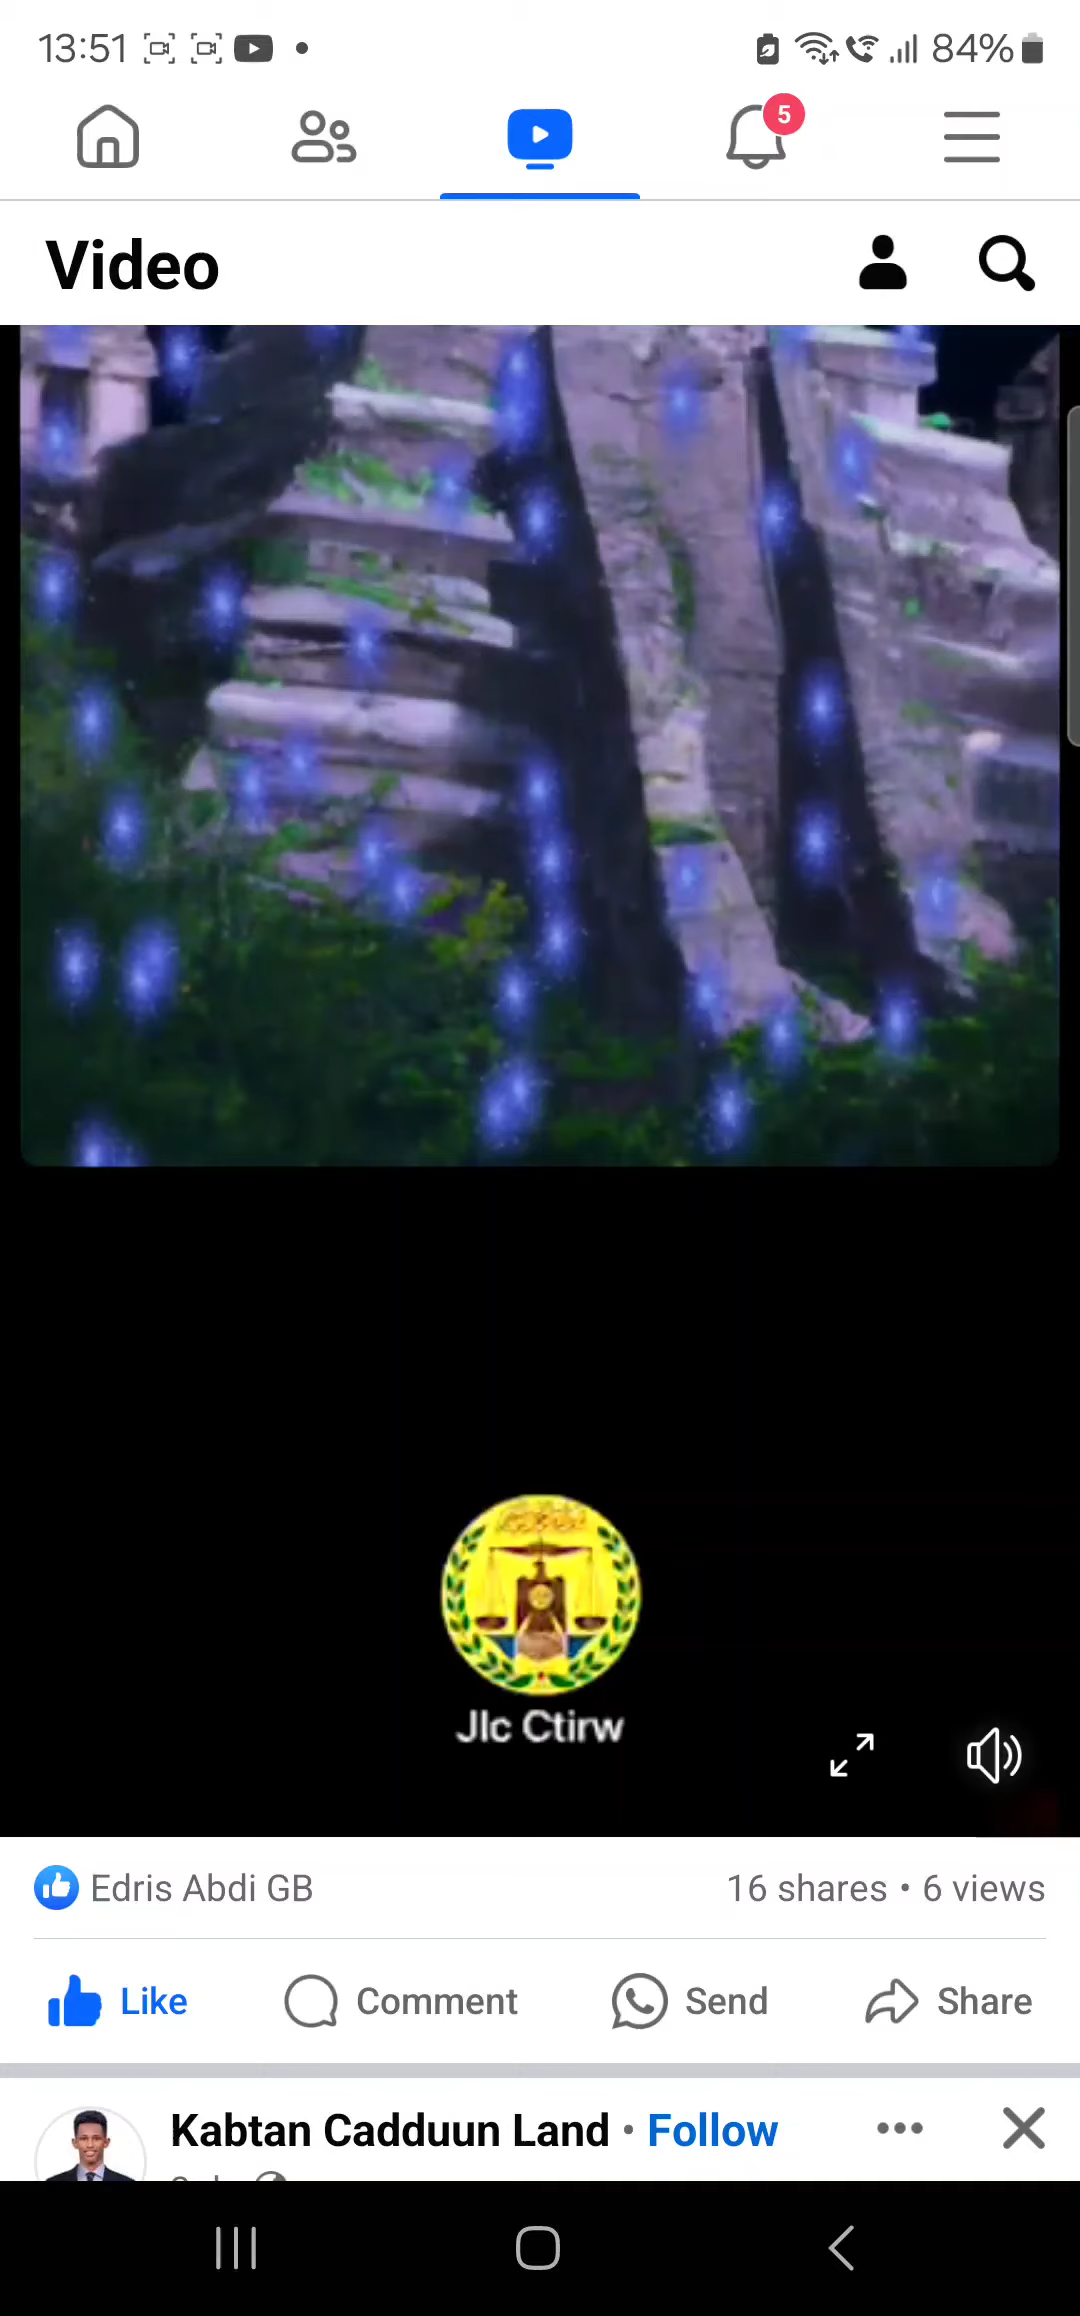 13:51
84%
5
Video
Jlc Ctirw
Edris Abdi GB
16 shares • 6 views
Like Comment Send Share
Kabtan Cadduun Land • Follow